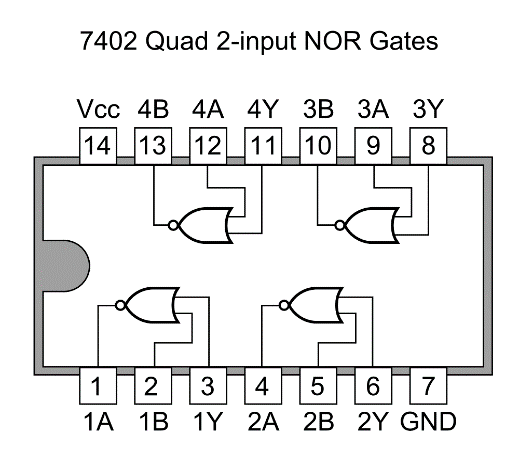 7402 Quad 2-input NOR Gates
Vcc 4B 4A 4Y 3B 3A 3Y
14 13 12 11 10 9 8
1 2 3 4 5 6 7
1A 1B 1Y 2A 2B 2Y GND